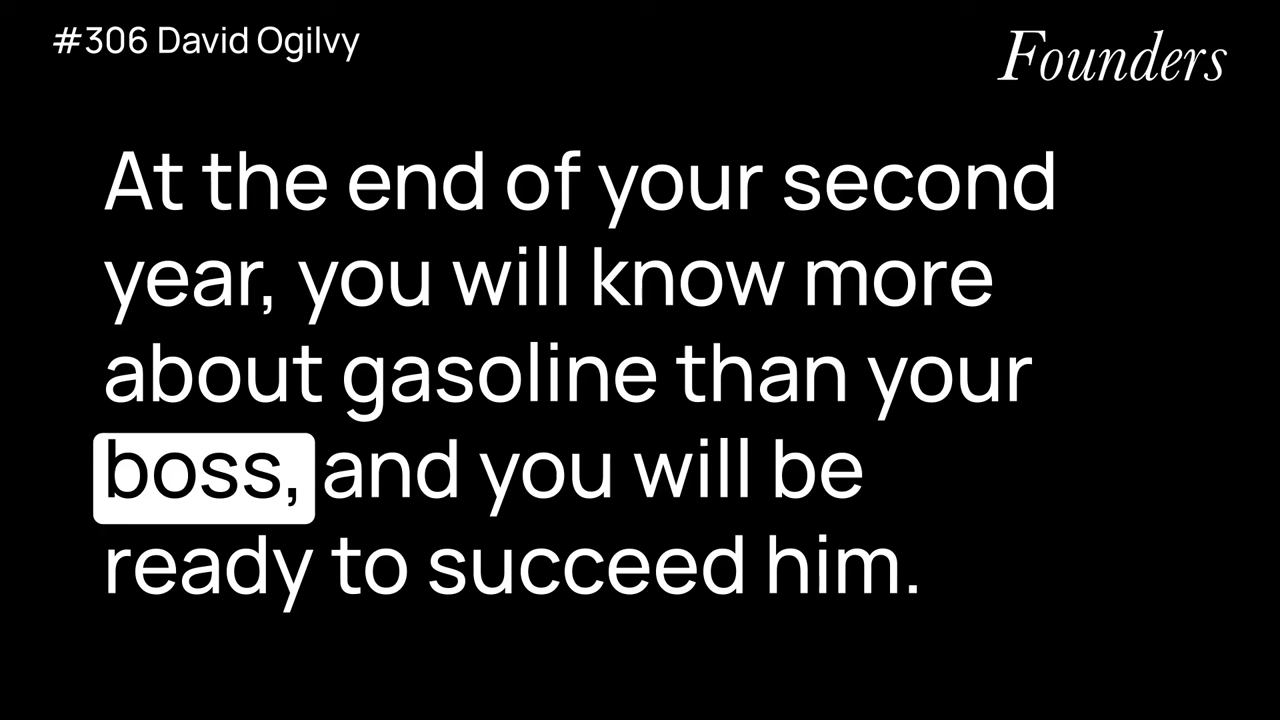 #306 David Ogilvy
Founders
At the end of your second
year, you will know more
about gasoline than your
boss, and you will be
ready to succeed him.